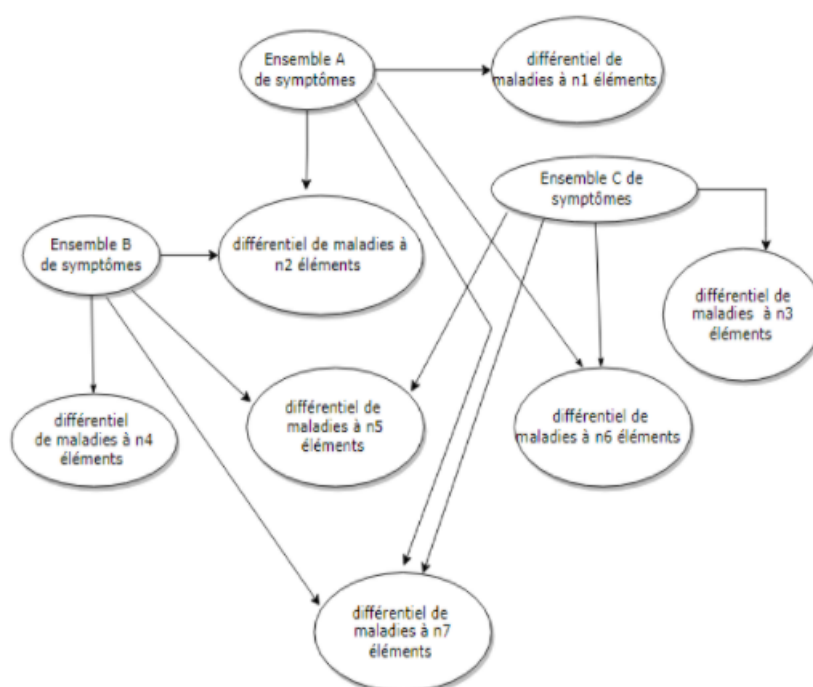 Ensemble A
de symptômes
différentiel de
maladies à n1 éléments
Ensemble C de
symptômes
Ensemble B
de symptômes
différentiel de maladies à
n2 éléments
différentiel de
maladies à n3
éléments
différentiel
de maladies à n4
éléments
différentiel de
maladies à n5
éléments
différentiel de
maladies à n6 éléments
différentiel de
maladies à n7
éléments